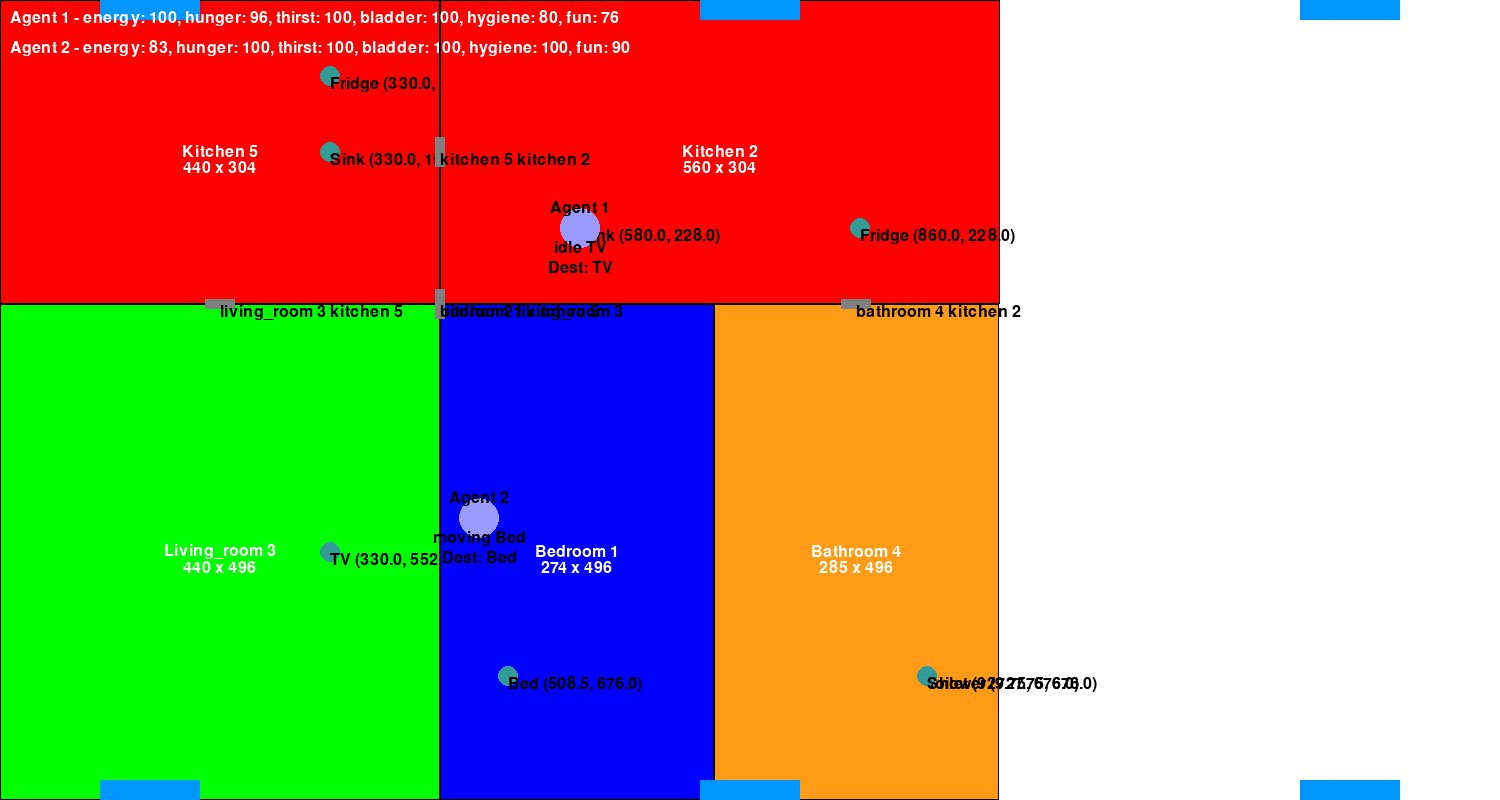 Agent 1 - energy: 100, hunger: 96, thirst: 100, bladder: 100, hygiene: 80, fun: 76
Agent 2 - energy: 83, hunger: 100, thirst: 100, bladder: 100, hygiene: 100, fun: 90
Fridge (330.0,
Kitchen 5
440 x 304
Sink (330.0,
kitchen 5 kitchen 2
Kitchen 2
560 x 304
Agent 1
(580.0, 228.0)
Fridge (860.0, 228.0)
idle TV
Dest: TV
living_room 3 kitchen 5
bathroom 4 kitchen 2
Agent 2
moving Bed
Dest: Bed
Living_room 3
440 x 496
TV (330.0, 552
Bedroom 1
274 x 496
Bathroom 4
285 x 496
Bed (508.5, 676.0)